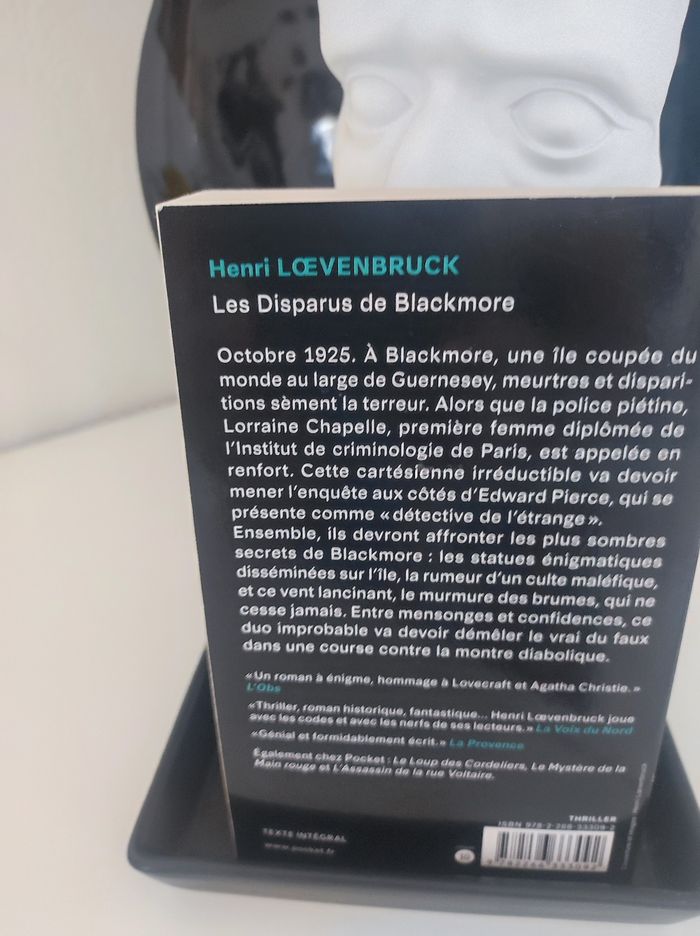 Henri LŒVENBRUCK
Les Disparus de Blackmore
Octobre 1925. À Blackmore, une île coupée du
monde au large de Guernesey, meurtres et dispari-
tions sèment la terreur. Alors que la police piétine,
Lorraine Chapelle, première femme diplômée de
l'Institut de criminologie de Paris, est appelée en
renfort. Cette cartésienne irréductible va devoir
mener l'enquête aux côtés d'Edward Pierce, qui se
présente comme « détective de l'étrange ».
Ensemble, ils devront affronter les plus sombres
secrets de Blackmore : les statues énigmatiques
disséminées sur l'île, la rumeur d'un culte maléfique,
et ce vent lancinant, le murmure des brumes, qui ne
cesse jamais. Entre mensonges et confidences, ce
duo improbable va devoir démêler le vrai du faux
dans une course contre la montre diabolique.
« Un roman à énigme, hommage à Lovecraft et Agatha Christie. »
L'Obs
« Thriller, roman historique, fantastique... Henri Lœvenbruck joue
avec les codes et avec les nerfs de ses lecteurs. » La Voix du Nord
« Génial et formidablement écrit. » La Provence
Également chez Pocket : Le Loup des Cordeliers, Le Mystère de la
Main rouge et L'Assassin de la rue Voltaire.
THRILLER
TEXTE INTÉGRAL
www.pocket.fr
ISBN 978-2-266-33309-2